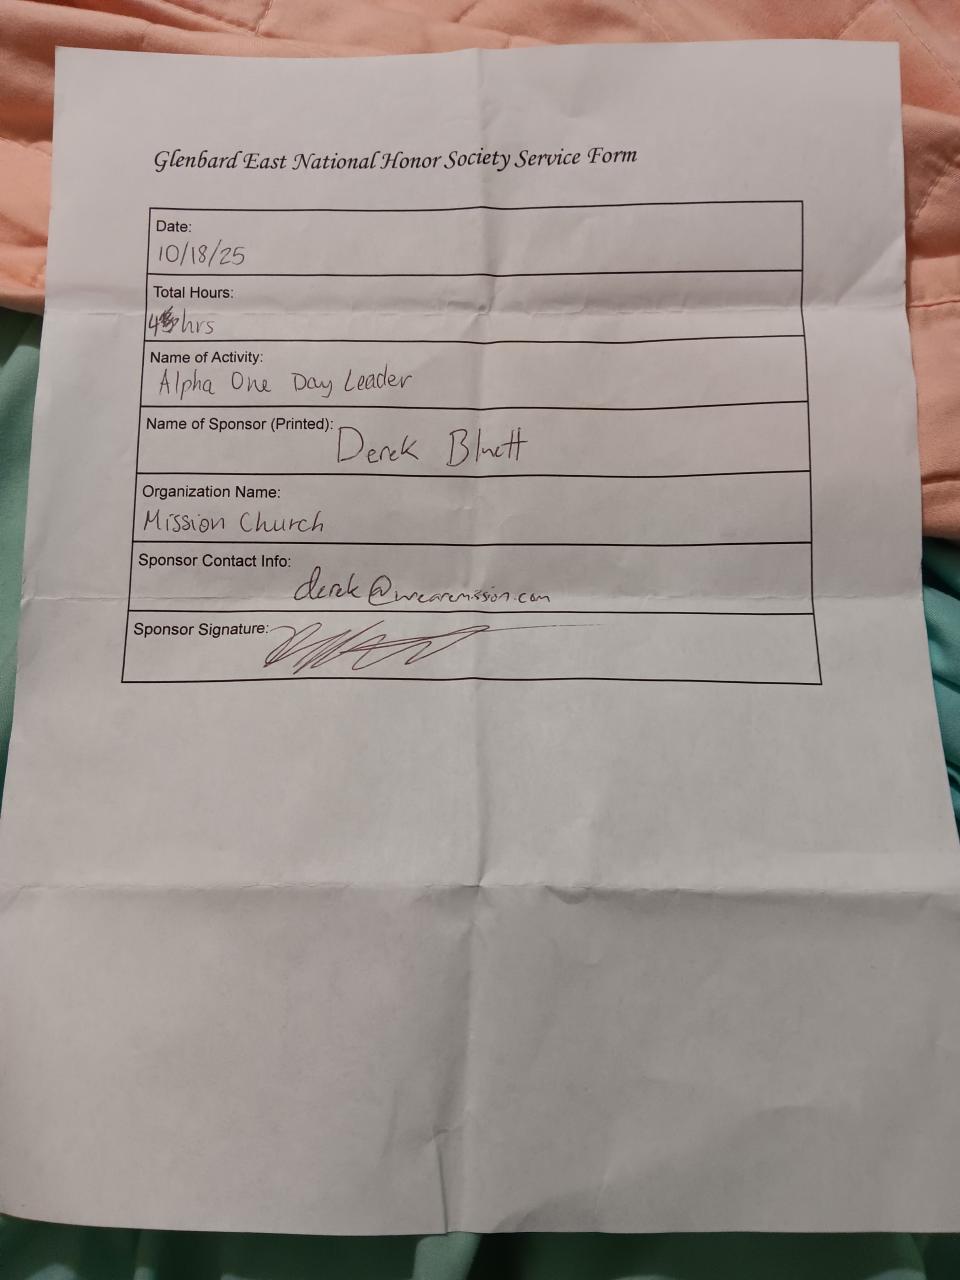 Glenbard East National Honor Society Service Form
Date:
10/18/25
Total Hours:
4 hrs
Name of Activity:
Alpha One Day Leader
Name of Sponsor (Printed):
Derek Bluett
Organization Name:
Mission Church
Sponsor Contact Info:
derek@wearemission.com
Sponsor Signature: